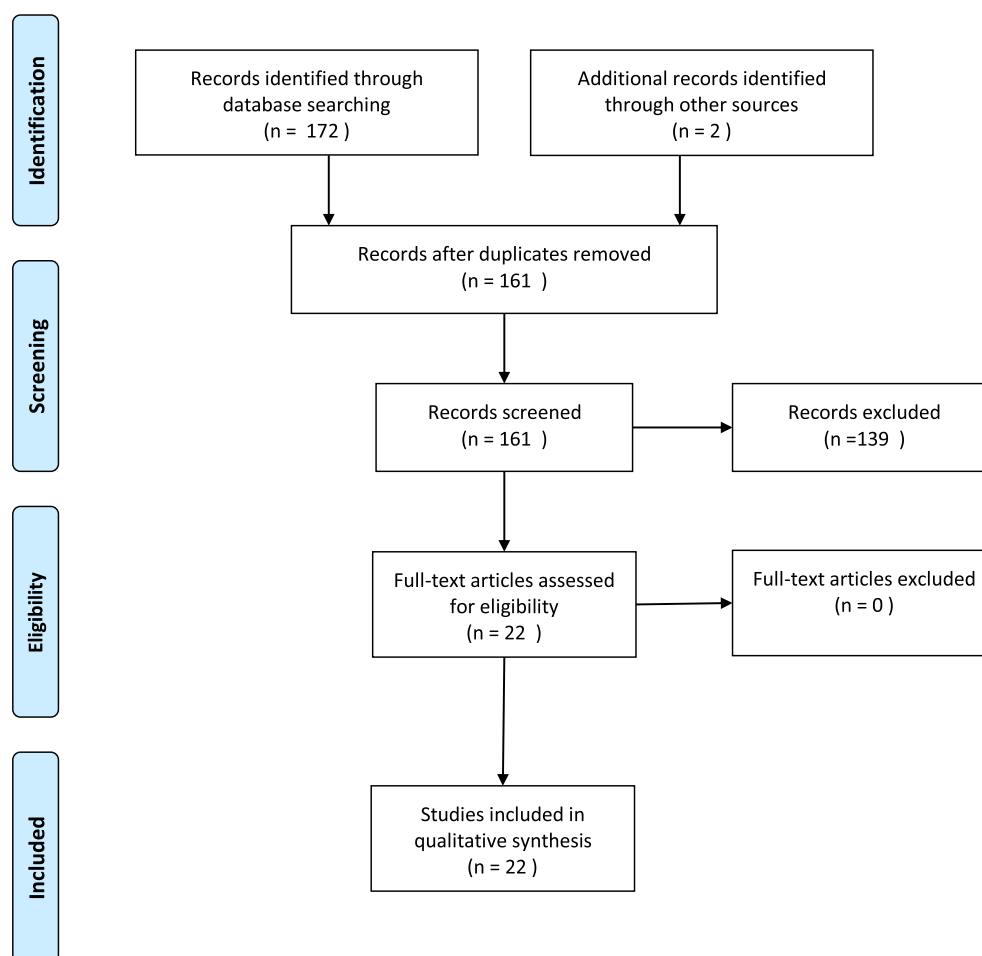 Identification
Records identified through
database searching
(n =  172 )
Additional records identified
through other sources
(n = 2 )
Records after duplicates removed
(n = 161  )
Screening
Records screened
(n = 161  )
Records excluded
(n =139  )
Eligibility
Full-text articles assessed
for eligibility
(n = 22  )
Full-text articles excluded
(n = 0 )
Included
Studies included in
qualitative synthesis
(n = 22 )